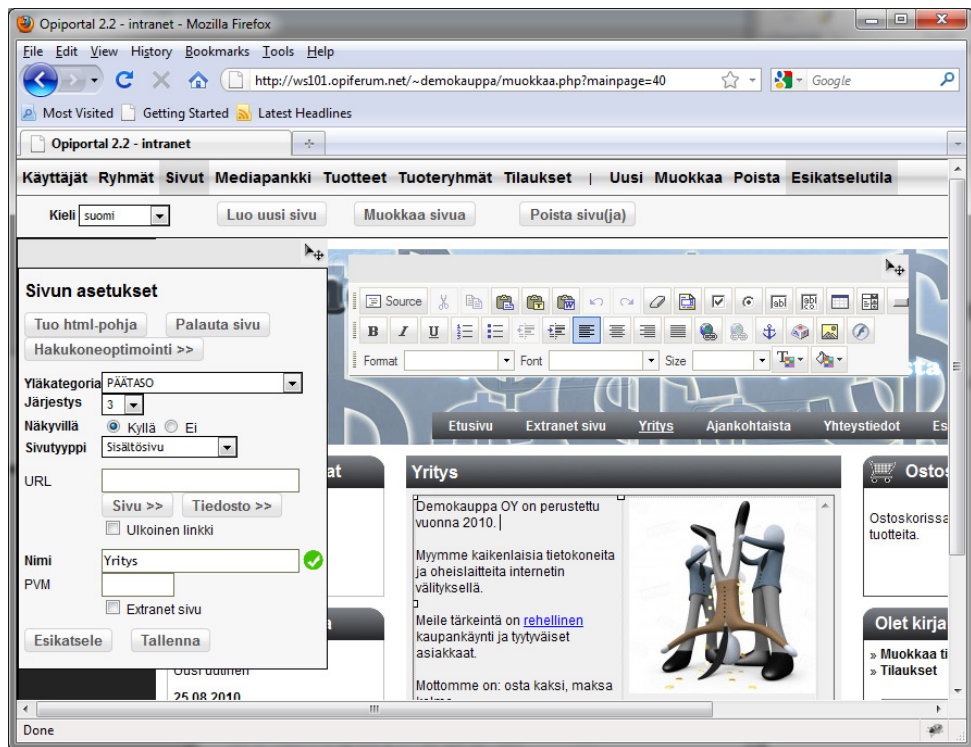 Opiportal 2.2 - intranet - Mozilla Firefox
File Edit View History Bookmarks Tools Help
http://ws101.opiferum.net/~demokauppa/muokkaa.php?mainpage=40
Google
Most Visited Getting Started Latest Headlines
Opiportal 2.2 - intranet
Käyttäjät Ryhmät Sivut Mediapankki Tuotteet Tuoteryhmät Tilaukset | Uusi Muokkaa Poista Esikatselutila
Kieli suomi Luo uusi sivu Muokkaa sivua Poista sivu(ja)
Sivun asetukset
Tuo html-pohja Palauta sivu
Hakukoneoptimointi >>
Yläkategoria PÄÄTASO
Järjestys 3
Näkyvillä Kyllä Ei
Sivutyyppi Sisältösivu
URL
Sivu >> Tiedosto >>
Ulkoinen linkki
Nimi Yritys
PVM
Extranet sivu
Esikatsele Tallenna
Uusi uutinen
25.08.2010
Source
B I U
Format Font Size
Etusivu Extranet sivu Yritys Ajankohtaista Yhteystiedot Es
at
Yritys
Demokauppa OY on perustettu
vuonna 2010.
Myymme kaikenlaisia tietokoneita
ja oheislaitteita internetin
välityksellä.
Meile tärkeintä on rehellinen
kaupankäynti ja tyytyväiset
asiakkaat.
Mottomme on: osta kaksi, maksa
kolme
Ostos
Ostoskorissa
tuotteita.
Olet kirja
» Muokkaa ti
» Tilaukset
Done